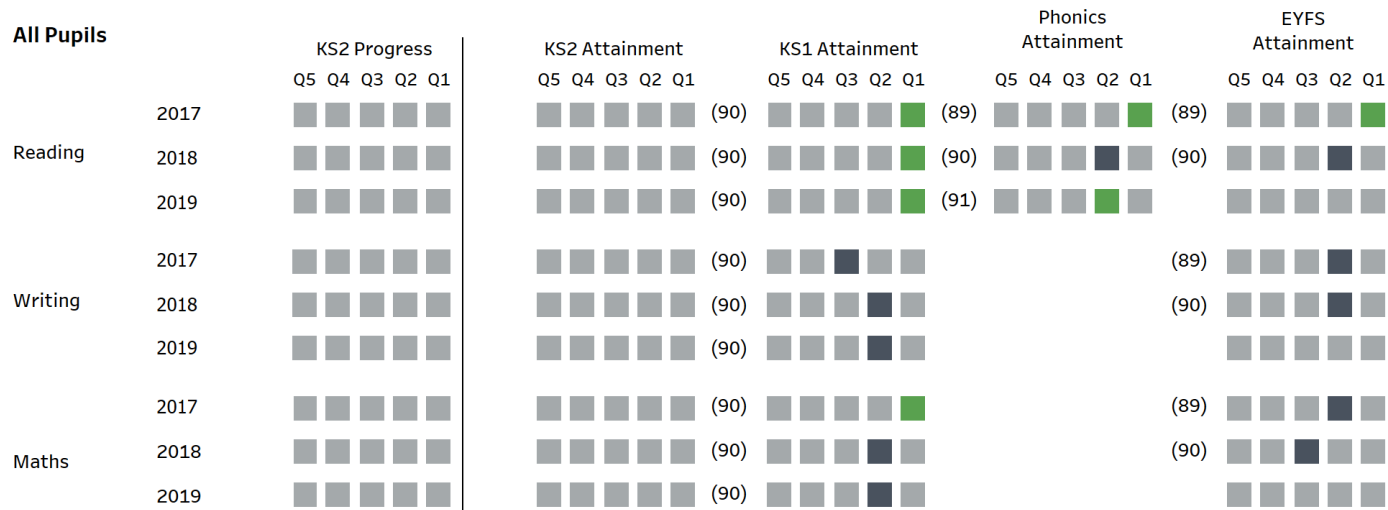 All Pupils
KS2 Progress
KS2 Attainment
KS1 Attainment
Phonics
Attainment
EYFS
Attainment
Q5 Q4 Q3 Q2 Q1 Q5 Q4 Q3 Q2 Q1 Q5 Q4 Q3 Q2 Q1 Q5 Q4 Q3 Q2 Q1 Q5 Q4 Q3 Q2 Q1
Reading
2017 (90) (89) (89)
2018 (90) (90) (90)
2019 (90) (91)
Writing
2017 (90) (89)
2018 (90) (90)
2019 (90)
Maths
2017 (90) (89)
2018 (90) (90)
2019 (90)